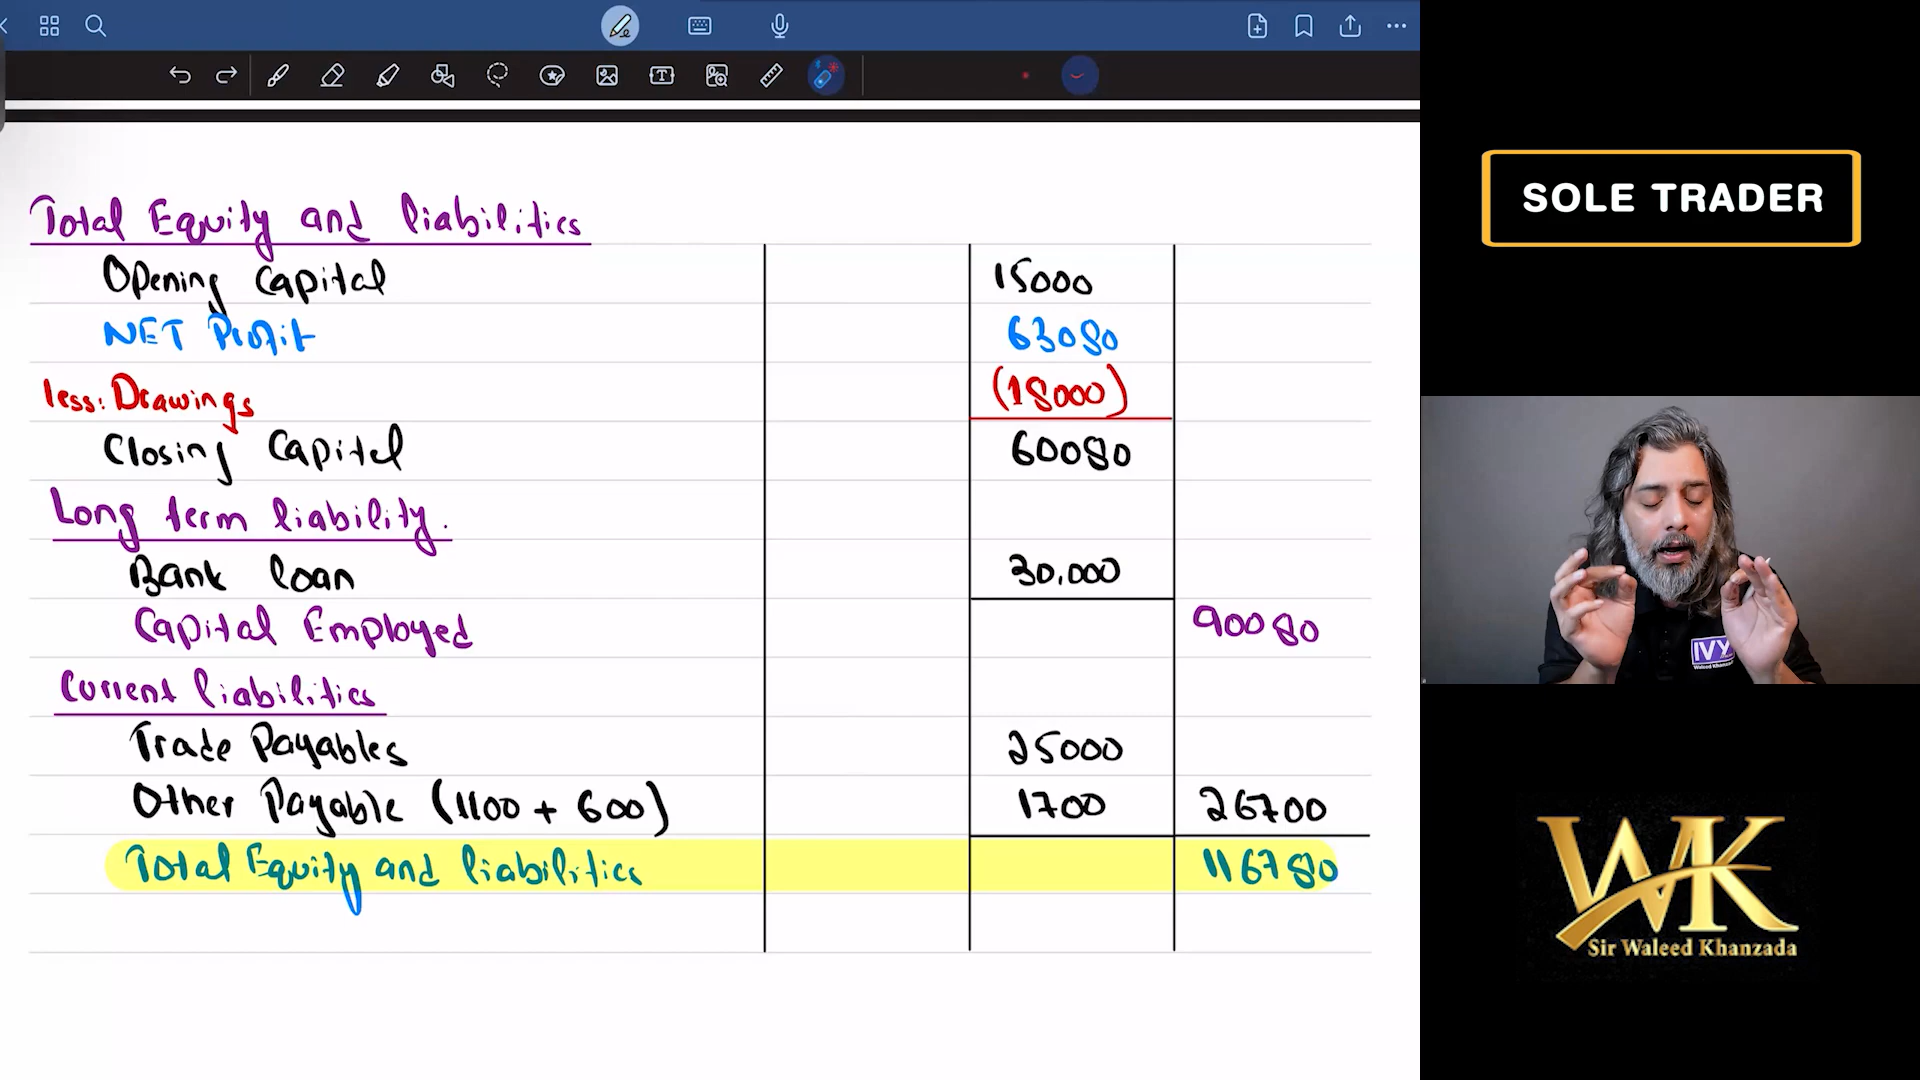 Total Equity and liabilities
Opening Capital 15000
NET Profit 63080
less: Drawings (18000)
Closing Capital 60080
Long term liability.
Bank loan 30,000
Capital Employed 90080
Current liabilities
Trade Payables 25000
Other Payable (1100 + 600) 1700 26700
Total Equity and liabilities 116780
SOLE TRADER
IVY
Waleed Khanzada
WK
Sir Waleed Khanzada